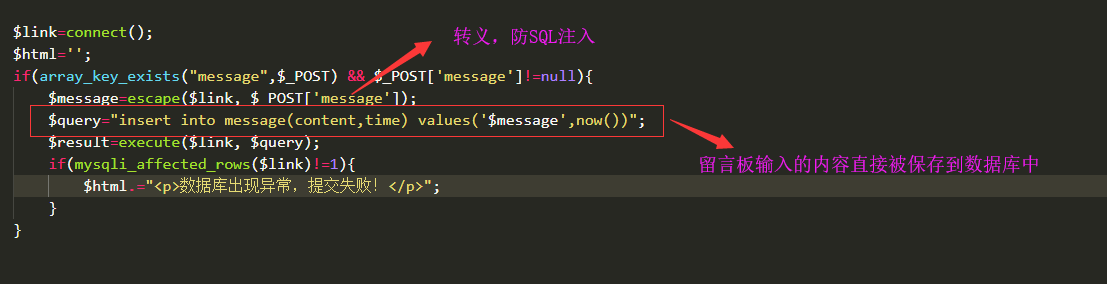 $link=connect();
转义，防SQL注入
$html='';
if(array_key_exists("message",$_POST) && $_POST['message']!=null){
$message=escape($link, $_POST['message']);
$query="insert into message(content,time) values('$message',now())";
$result=execute($link, $query);
if(mysqli_affected_rows($link)!=1){
留言板输入的内容直接被保存到数据库中
$html.="<p>数据库出现异常，提交失败！</p>";
}
}